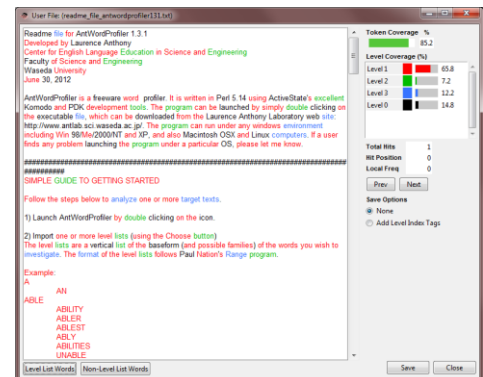 User File: (readme_file_antwordprofiler131.txt)
Readme file for AntWordProfiler 1.3.1
Developed by Laurence Anthony
Center for English Language Education in Science and Engineering
Faculty of Science and Engineering
Waseda University
June 30, 2012
AntWordProfiler is a freeware word profiler. It is written in Perl 5.14 using ActiveState's excellent
Komodo and PDK development tools. The program can be launched by simply double clicking on
the executable file, which can be downloaded from the Laurence Anthony Laboratory web site:
http://www.antlab.sci.waseda.ac.jp/. The program can run under any windows environment
including Win 98/Me/2000/NT and XP, and also Macintosh OSX and Linux computers. If a user
finds any problem launching the program under a particular OS, please let me know.
################################################################################
##########
SIMPLE GUIDE TO GETTING STARTED
Follow the steps below to analyze one or more target texts.
1) Launch AntWordProfiler by double clicking on the icon.
2) Import one or more level lists (using the Choose button)
The level lists are a vertical list of the baseform (and possible families) of the words you wish to
investigate. The format of the level lists follows Paul Nation's Range program.
Example:
A
AN
ABLE
ABILITY
ABLER
ABLEST
ABLY
ABILITIES
UNABLE
Level List Words
Non-Level List Words
Token Coverage %
85.2
Level Coverage (%)
Level 1 65.8
Level 2 7.2
Level 3 12.2
Level 0 14.8
Total Hits 1
Hit Position 0
Local Freq 0
Prev Next
Save Options
None
Add Level Index Tags
Save Close